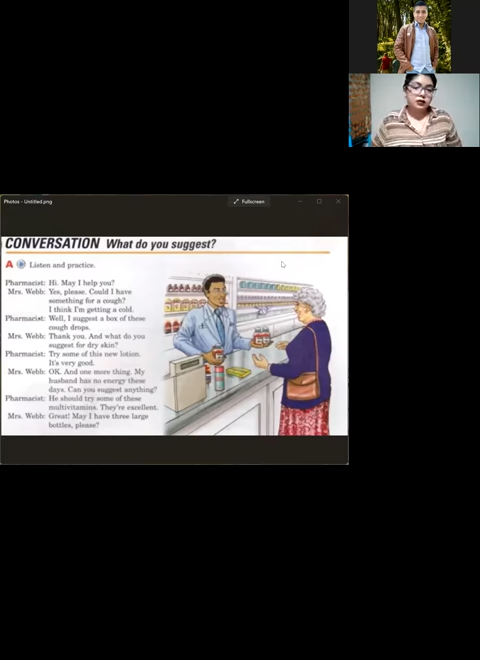 Photos - Untitled.png
Fullscreen
CONVERSATION What do you suggest?
A Listen and practice.
Pharmacist: Hi. May I help you?
Mrs. Webb: Yes, please. Could I have
something for a cough?
I think I'm getting a cold.
Pharmacist: Well, I suggest a box of these
cough drops.
Mrs. Webb: Thank you. And what do you
suggest for dry skin?
Pharmacist: Try some of this new lotion.
It's very good.
Mrs. Webb: OK. And one more thing. My
husband has no energy these
days. Can you suggest anything?
Pharmacist: He should try some of these
multivitamins. They're excellent.
Mrs. Webb: Great! May I have three large
bottles, please?